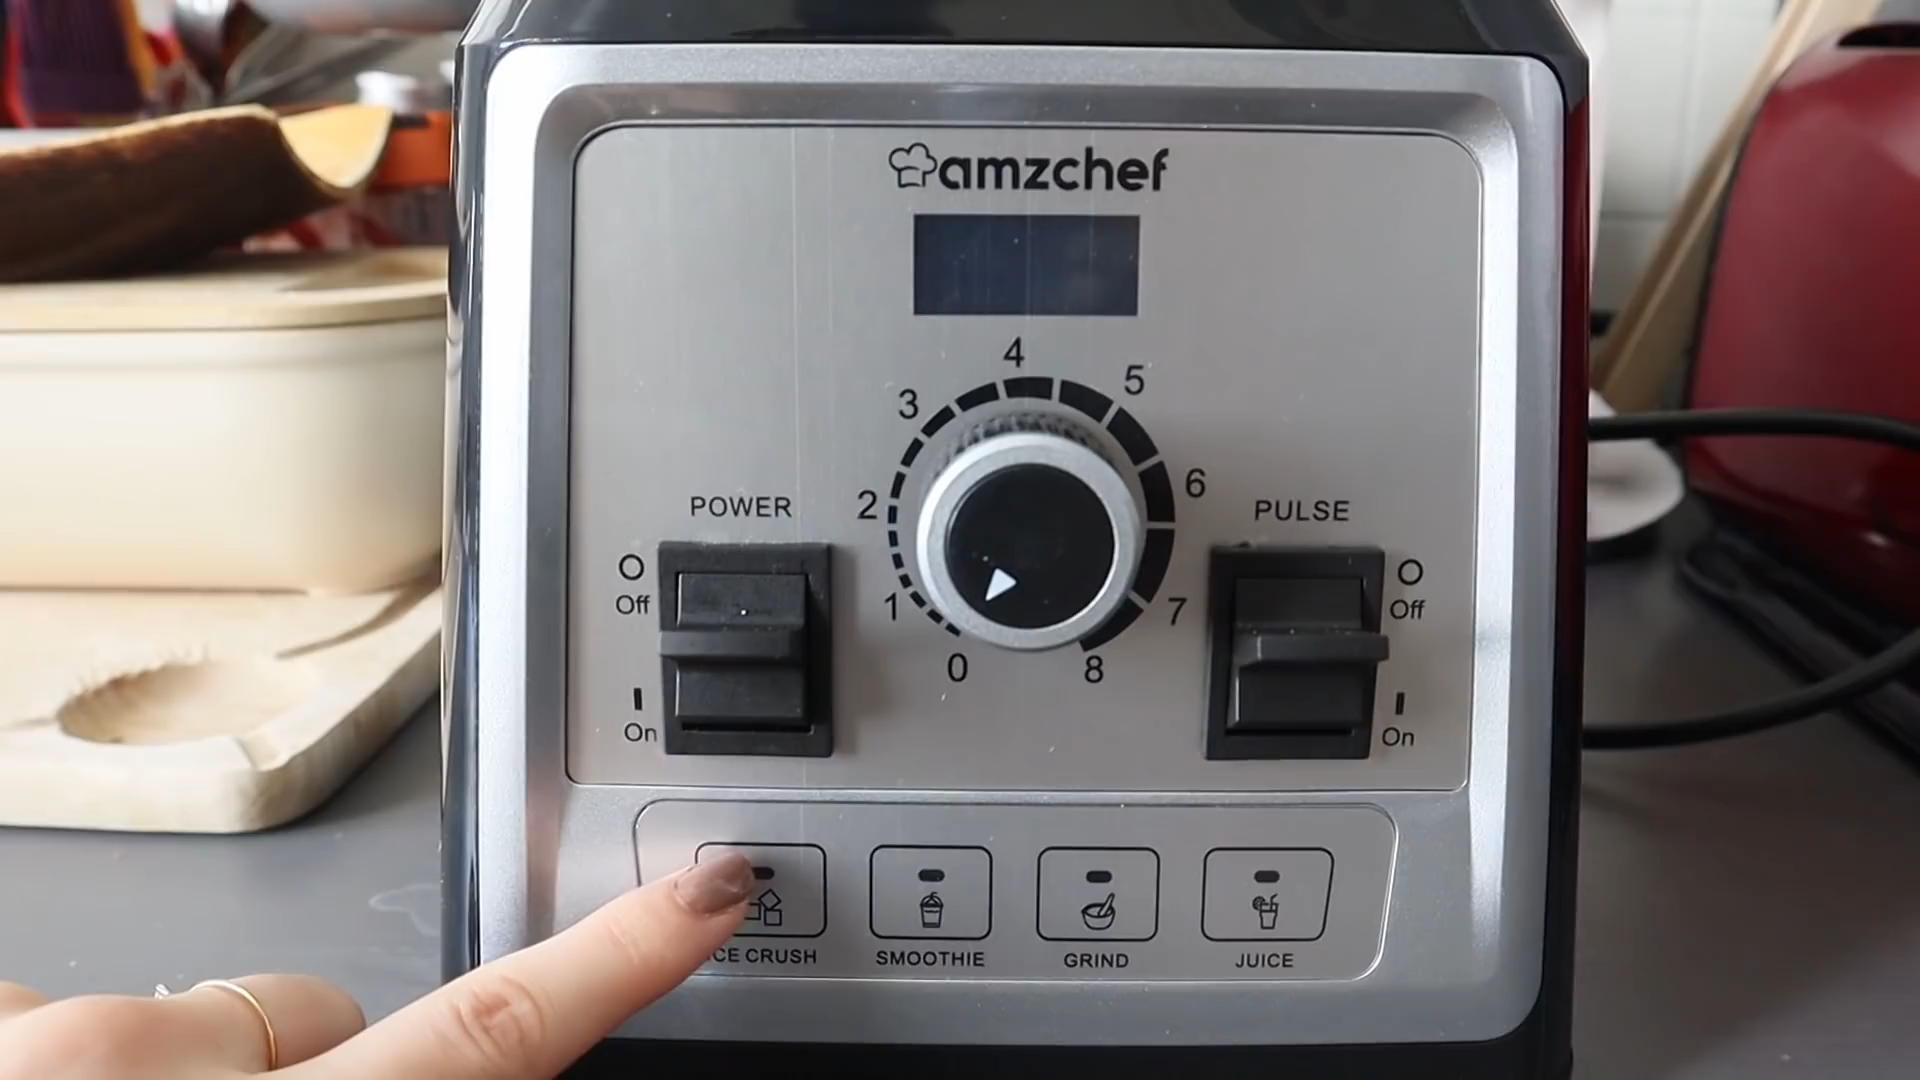 amzchef
4
5
3
6
2
POWER
PULSE
Off
Off
1
7
0
8
On
On
CE CRUSH
SMOOTHIE
GRIND
JUICE